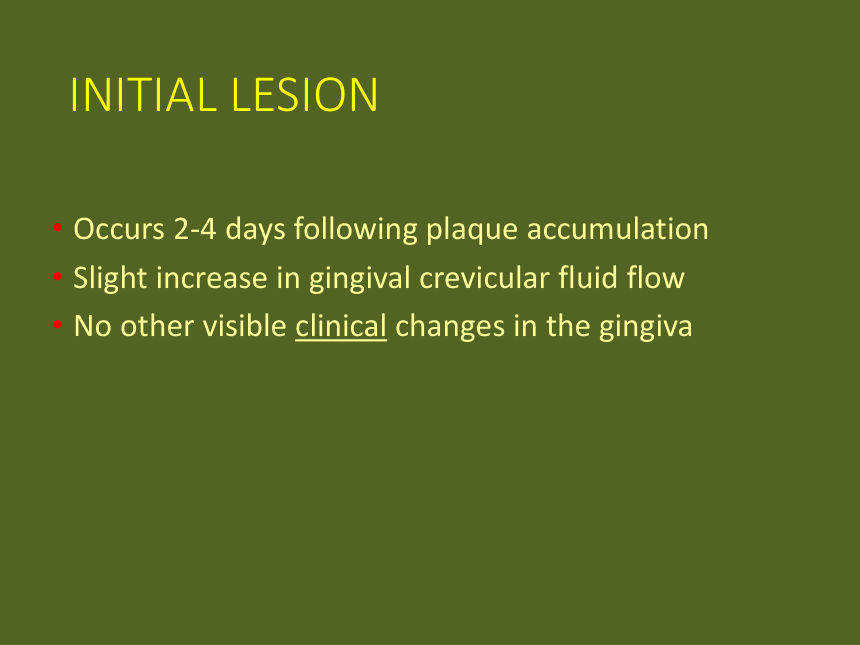 INITIAL LESION
• Occurs 2-4 days following plaque accumulation
• Slight increase in gingival crevicular fluid flow
• No other visible clinical changes in the gingiva